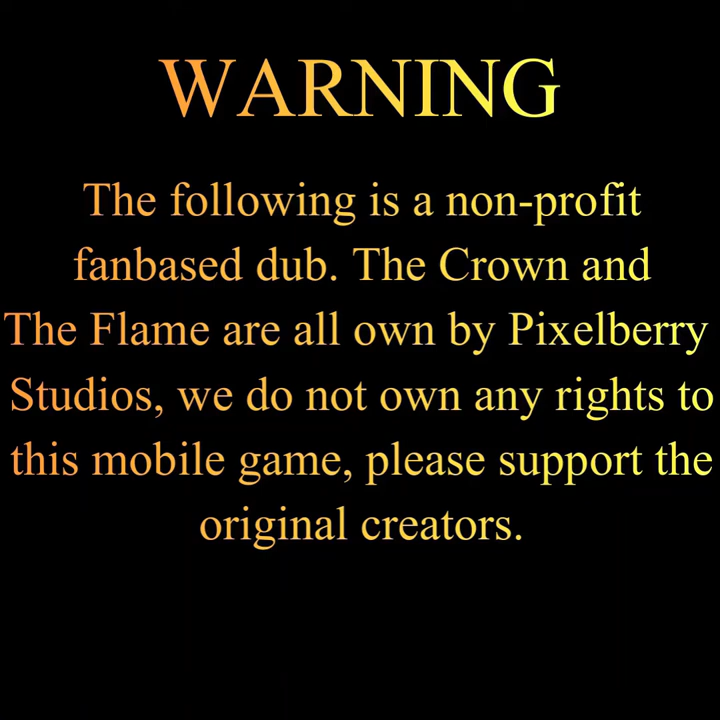 WARNING
The following is a non-profit
fanbased dub. The Crown and
The Flame are all own by Pixelberry
Studios, we do not own any rights to
this mobile game, please support the
original creators.